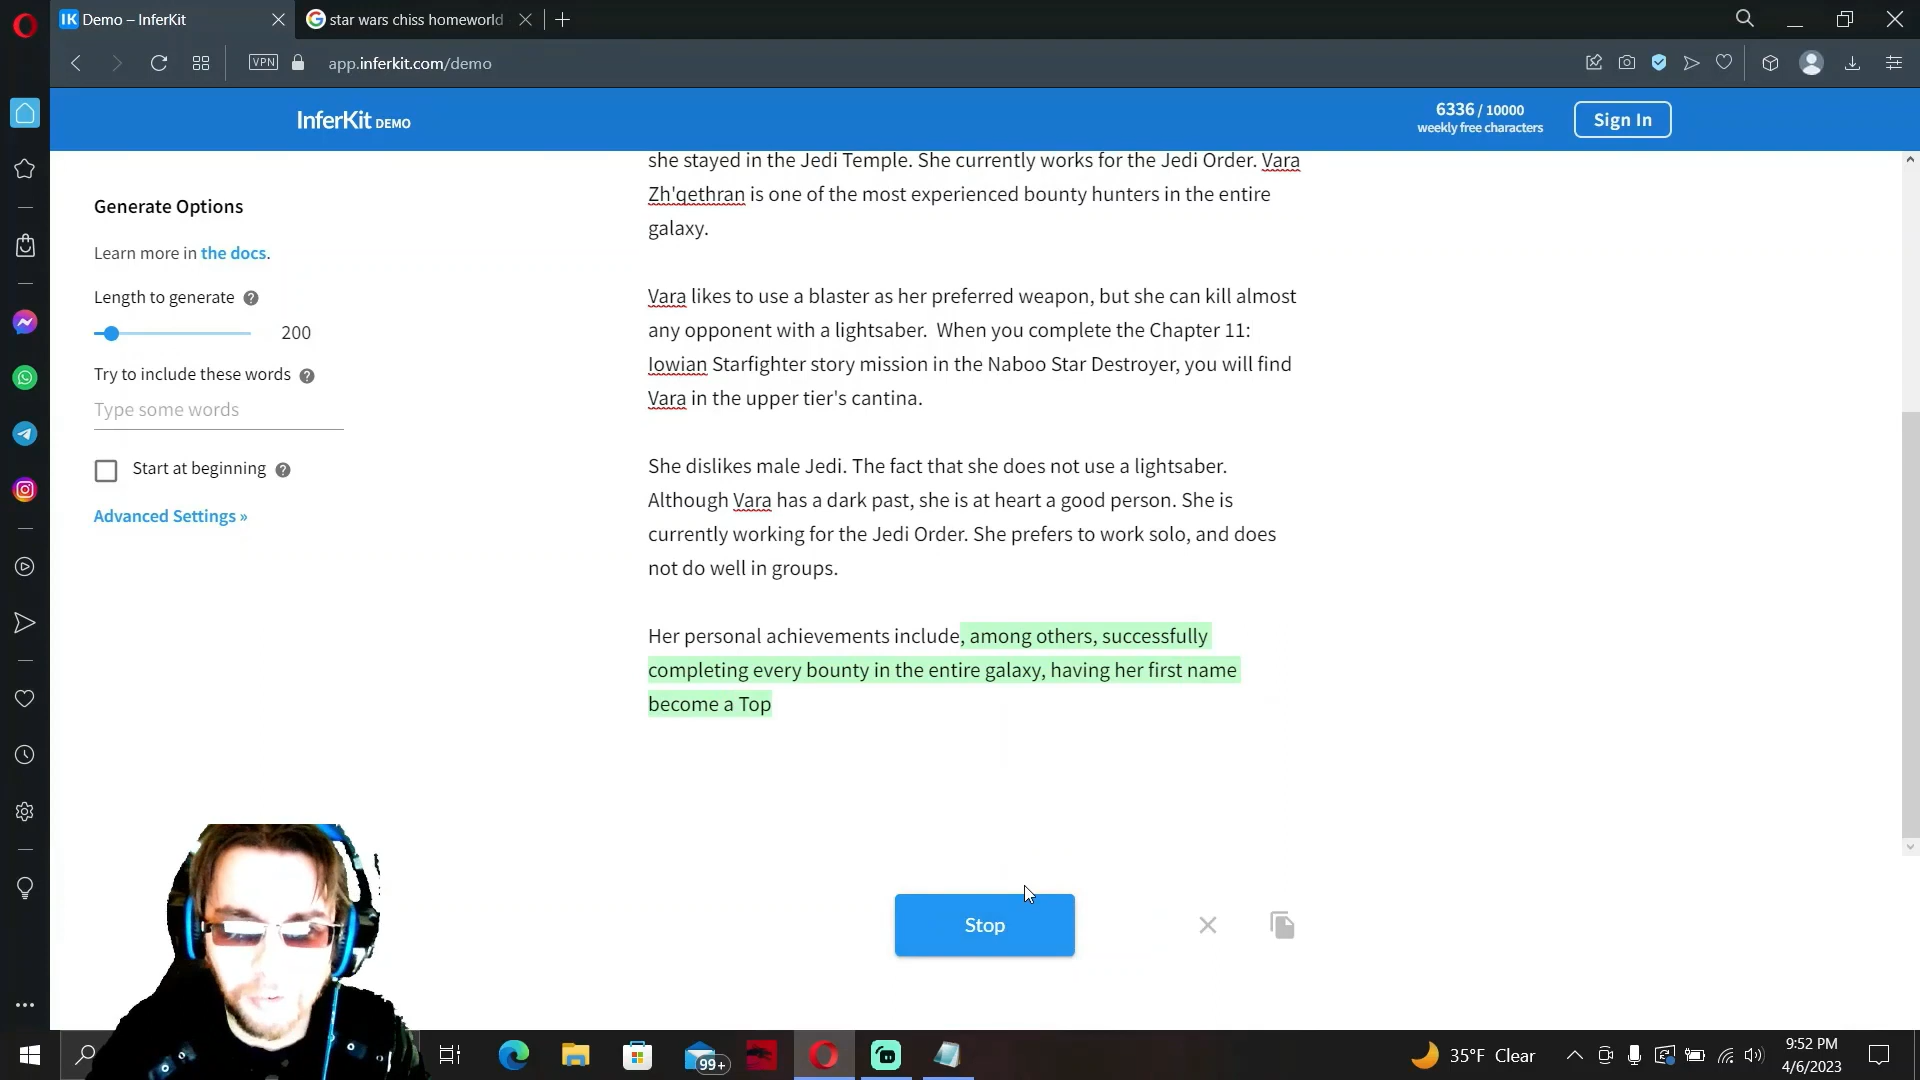 Demo – InferKit
star wars chiss homeworld
VPN
app.inferkit.com/demo
InferKit DEMO
6336 / 10000
weekly free characters
Sign In
Generate Options
Learn more in the docs.
Length to generate ?
200
Try to include these words ?
Type some words
Start at beginning ?
Advanced Settings »
she stayed in the Jedi Temple. She currently works for the Jedi Order. Vara
Zh'qethran is one of the most experienced bounty hunters in the entire
galaxy.
Vara likes to use a blaster as her preferred weapon, but she can kill almost
any opponent with a lightsaber.  When you complete the Chapter 11:
Iowian Starfighter story mission in the Naboo Star Destroyer, you will find
Vara in the upper tier's cantina.
She dislikes male Jedi. The fact that she does not use a lightsaber.
Although Vara has a dark past, she is at heart a good person. She is
currently working for the Jedi Order. She prefers to work solo, and does
not do well in groups.
Her personal achievements include, among others, successfully
completing every bounty in the entire galaxy, having her first name
become a Top
Stop
99+
35°F Clear
9:52 PM
4/6/2023